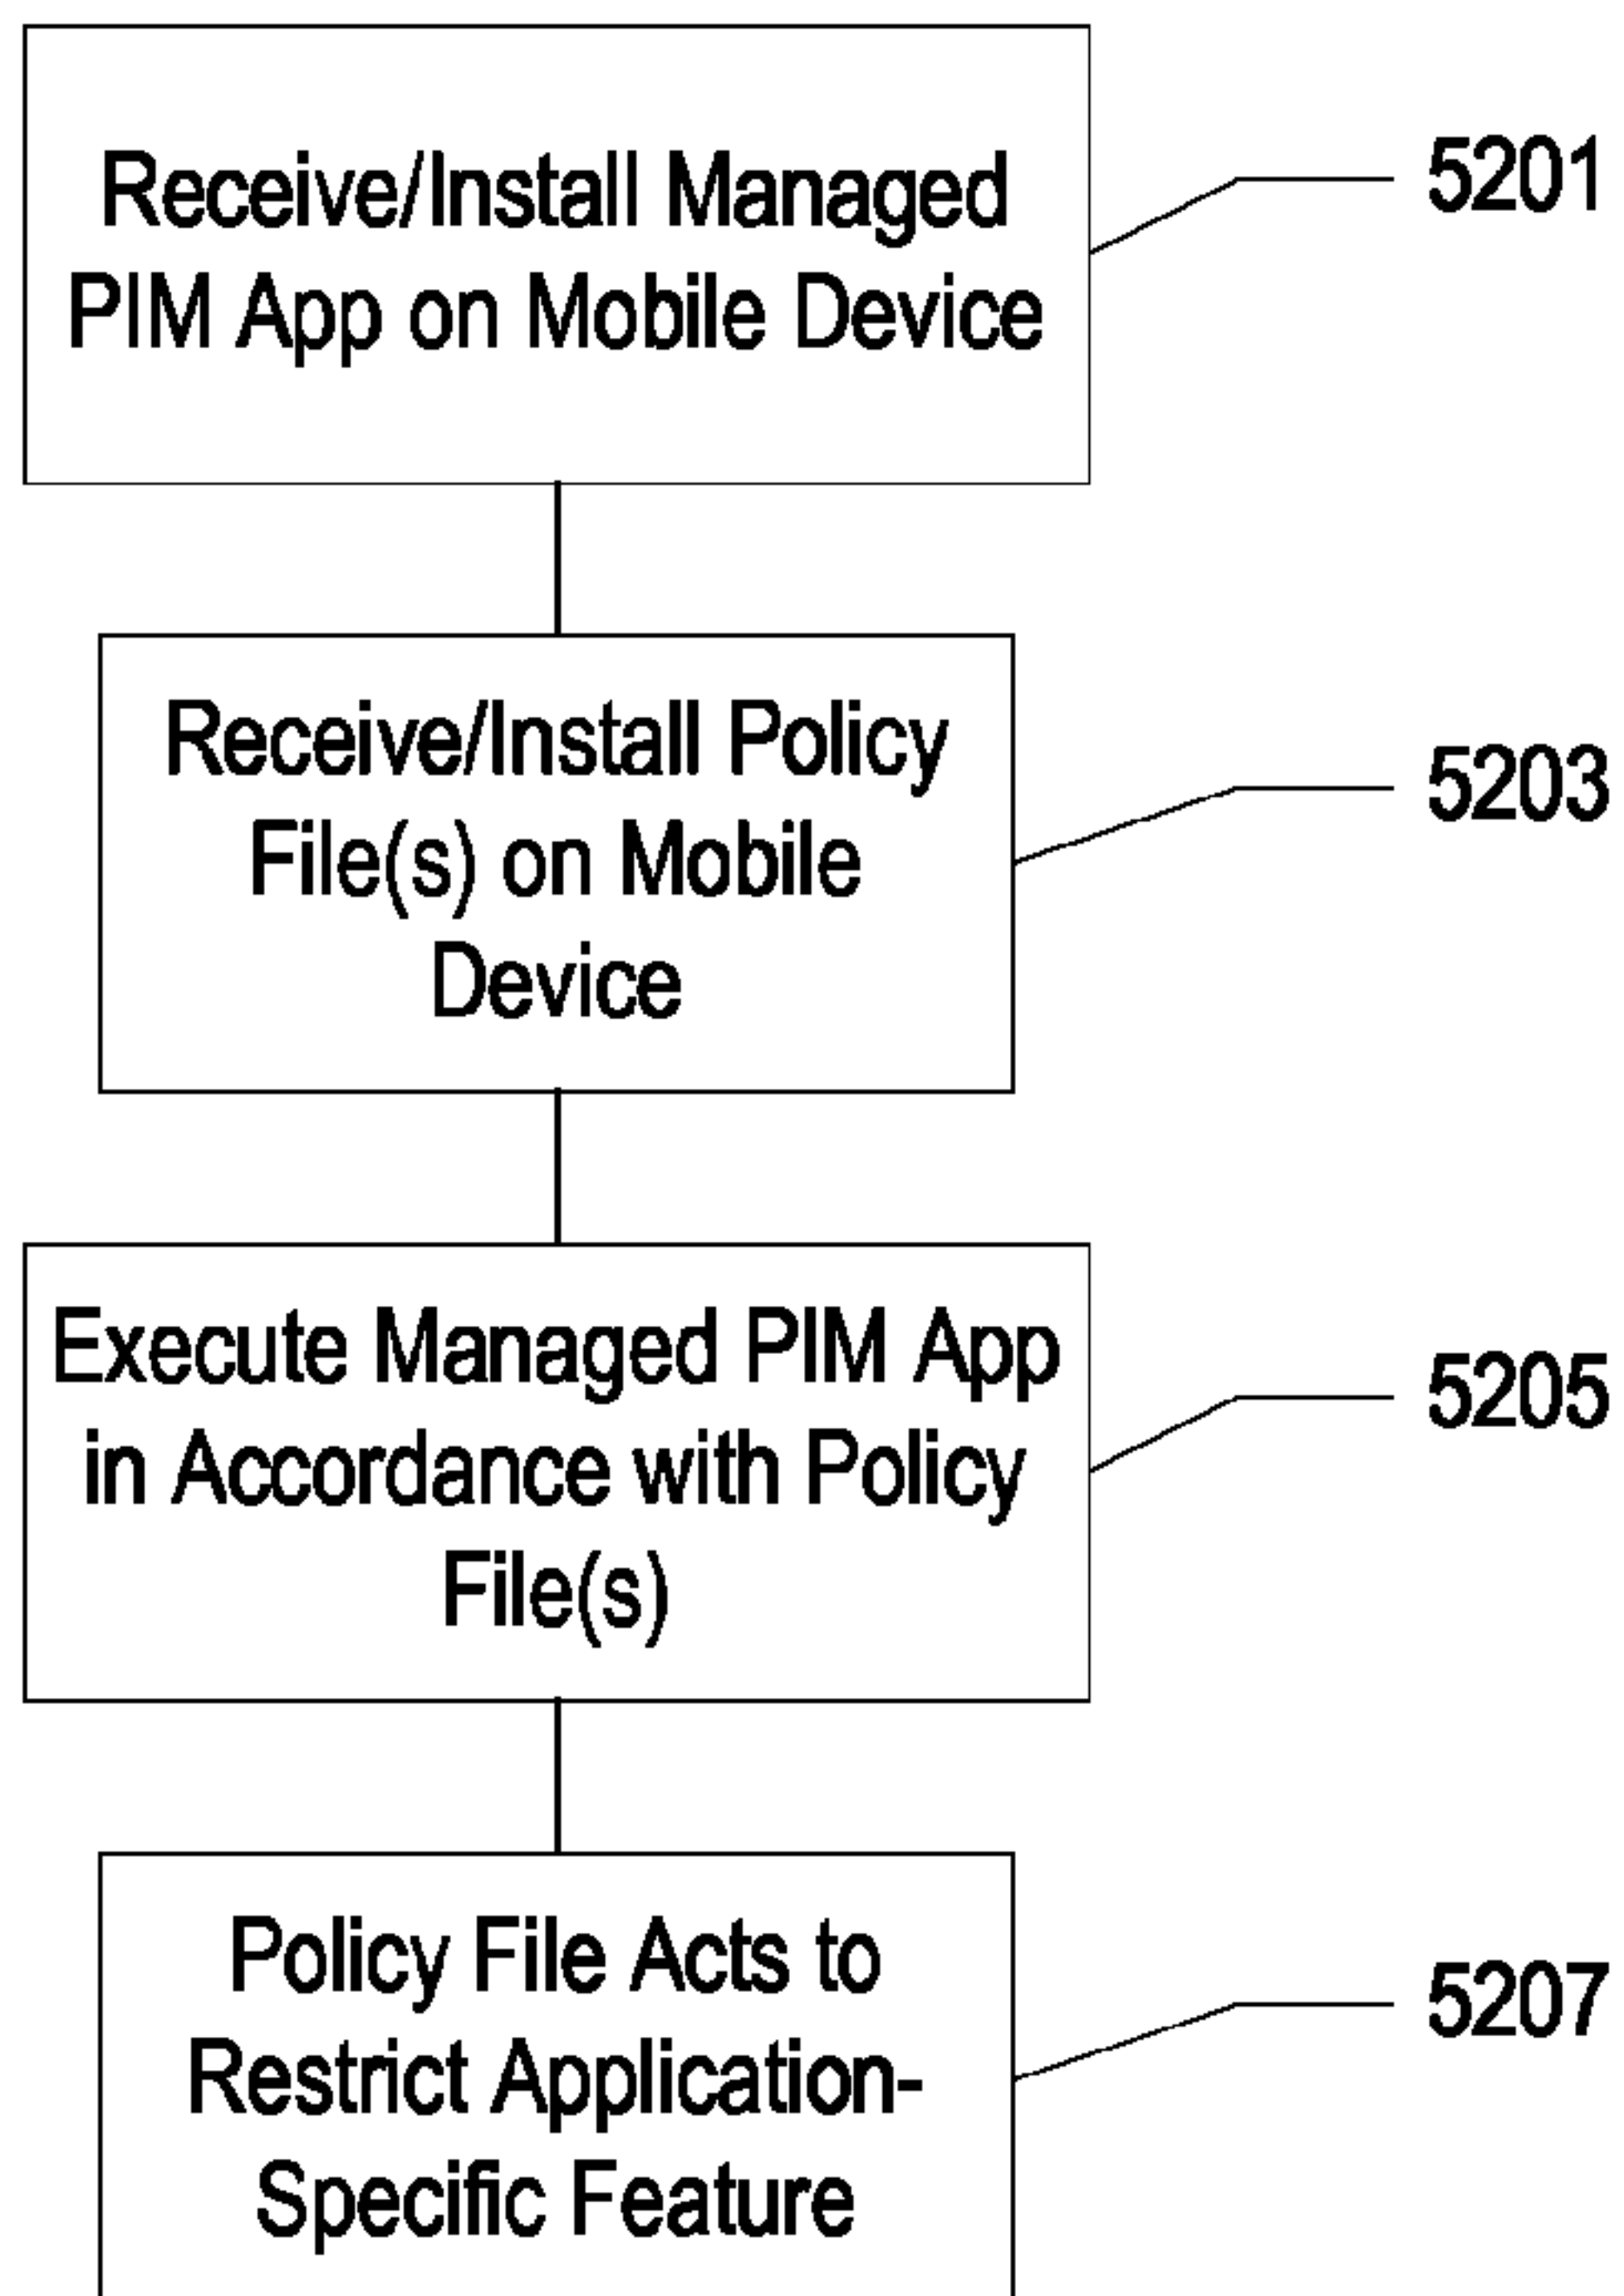 Receive/Install Managed
PIM App on Mobile Device
5201
Receive/Install Policy
File(s) on Mobile
Device
5203
Execute Managed PIM App
in Accordance with Policy
File(s)
5205
Policy File Acts to
Restrict Application-
Specific Feature
5207